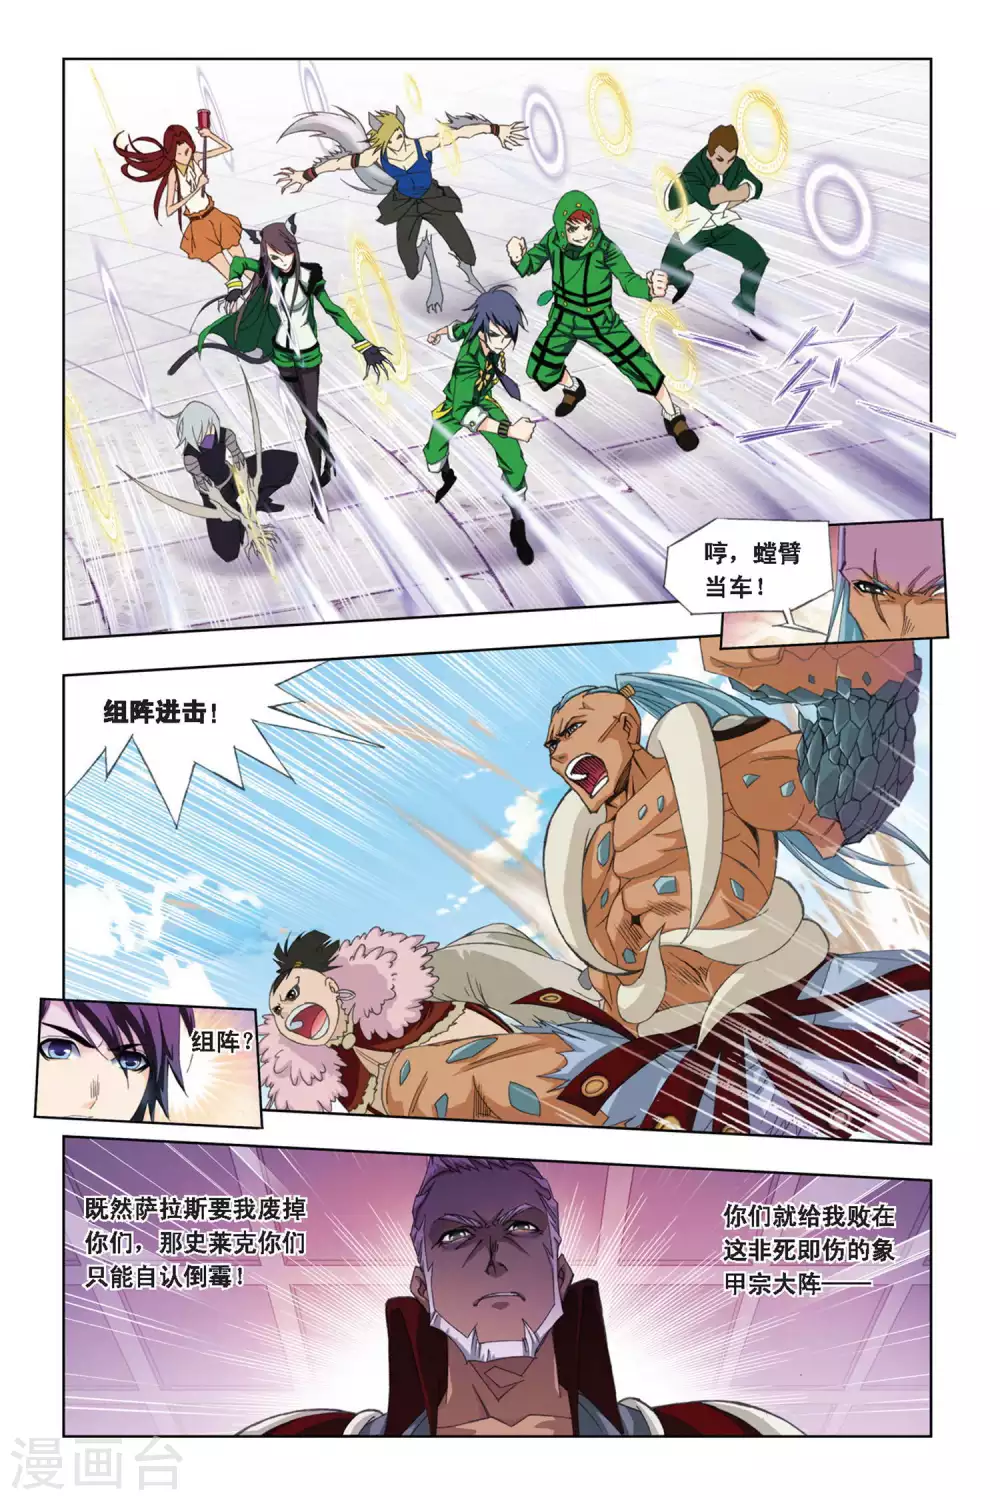 哼，螳臂
当车！
组阵进击！
组阵？
既然萨拉斯要我废掉
你们，那史莱克你们
只能自认倒霉！
你们就给我败在
这非死即伤的象
甲宗大阵——
漫画台